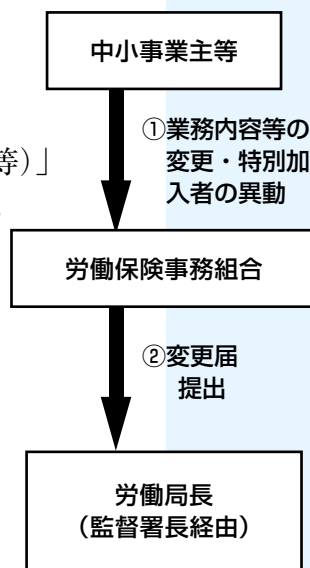 中小事業主等
①業務内容等の
変更・特別加
入者の異動
等)」
労働保険事務組合
②変更届
提出
労働局長
(監督署長経由)